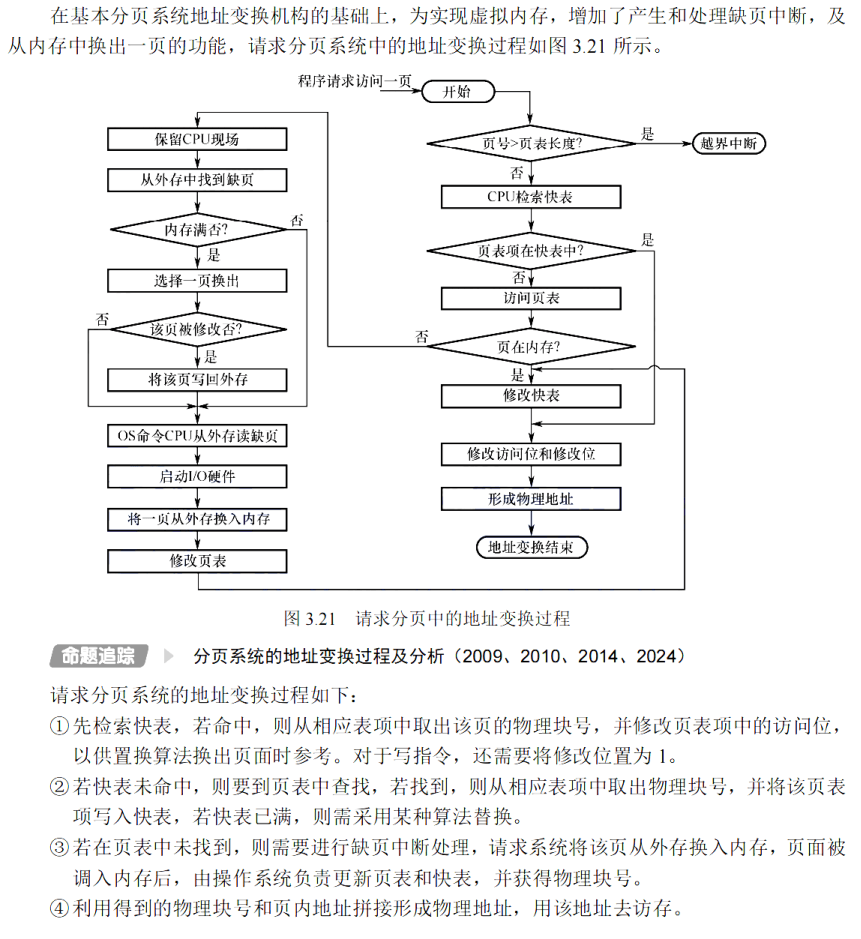 在基本分页系统地址变换机构的基础上，为实现虚拟内存，增加了产生和处理缺页中断，及
从内存中换出一页的功能，请求分页系统中的地址变换过程如图 3.21 所示。
程序请求访问一页
开始
页号>页表长度?
是
越界中断
否
CPU检索快表
页表项在快表中?
是
否
访问页表
页在内存?
否
是
修改快表
修改访问位和修改位
形成物理地址
地址变换结束
保留CPU现场
从外存中找到缺页
内存满否?
否
是
选择一页换出
该页被修改否?
否
是
将该页写回外存
OS命令CPU从外存读缺页
启动I/O硬件
将一页从外存换入内存
修改页表
图 3.21 请求分页中的地址变换过程
命题追踪 分页系统的地址变换过程及分析（2009、2010、2014、2024）
请求分页系统的地址变换过程如下：
①先检索快表，若命中，则从相应表项中取出该页的物理块号，并修改页表项中的访问位，
以供置换算法换出页面时参考。对于写指令，还需要将修改位置为 1。
②若快表未命中，则要到页表中查找，若找到，则从相应表项中取出物理块号，并将该页表
项写入快表，若快表已满，则需采用某种算法替换。
③若在页表中未找到，则需要进行缺页中断处理，请求系统将该页从外存换入内存，页面被
调入内存后，由操作系统负责更新页表和快表，并获得物理块号。
④利用得到的物理块号和页内地址拼接形成物理地址，用该地址去访存。